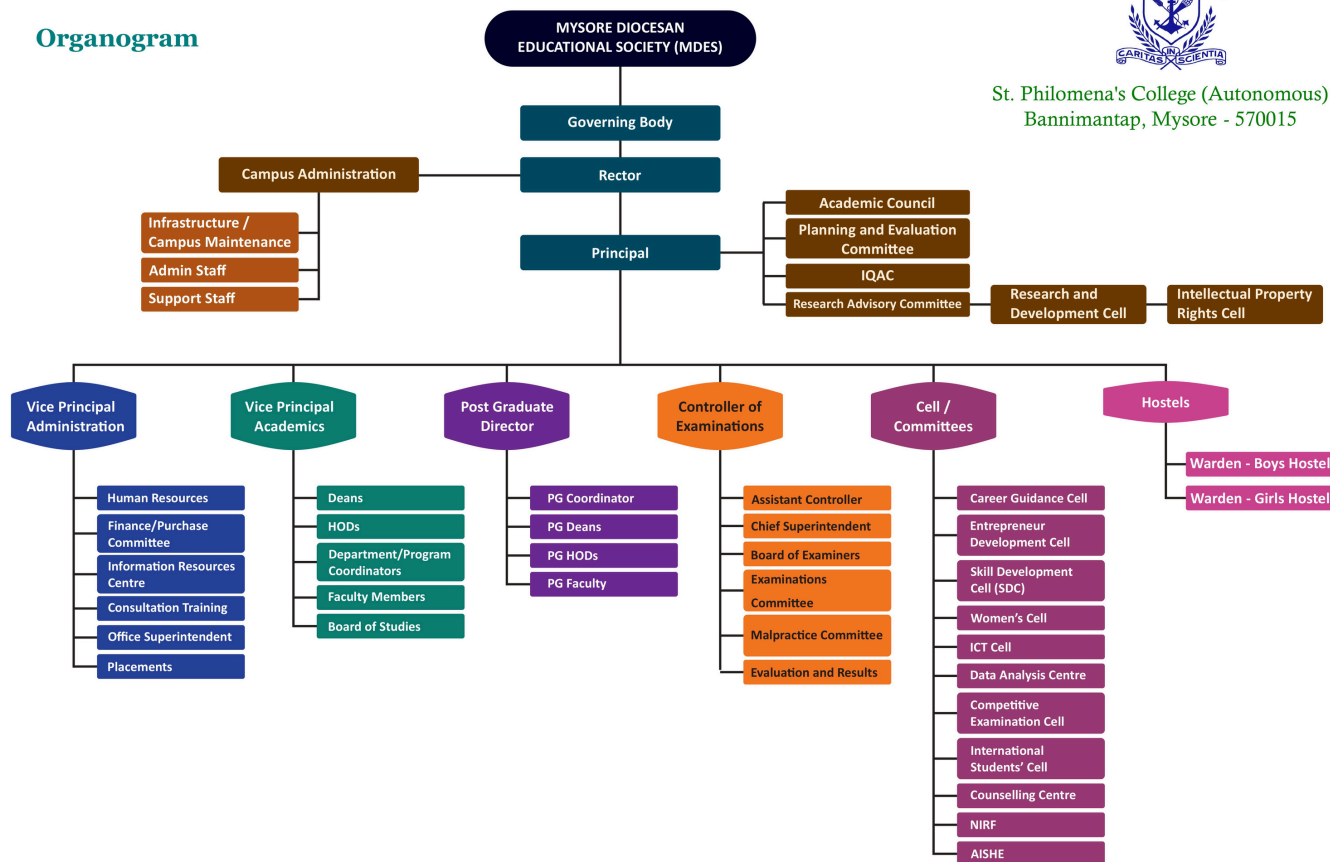 Organogram
MYSORE DIOCESAN
EDUCATIONAL SOCIETY (MDES)
CARITAS IN SCIENTIA
St. Philomena's College (Autonomous)
Bannimantap, Mysore - 570015
Governing Body
Campus Administration
Rector
Infrastructure /
Campus Maintenance
Admin Staff
Support Staff
Principal
Academic Council
Planning and Evaluation
Committee
IQAC
Research Advisory Committee
Research and
Development Cell
Intellectual Property
Rights Cell
Vice Principal
Administration
Human Resources
Finance/Purchase
Committee
Information Resources
Centre
Consultation Training
Office Superintendent
Placements
Vice Principal
Academics
Deans
HODs
Department/Program
Coordinators
Faculty Members
Board of Studies
Post Graduate
Director
PG Coordinator
PG Deans
PG HODs
PG Faculty
Controller of
Examinations
Assistant Controller
Chief Superintendent
Board of Examiners
Examinations
Committee
Malpractice Committee
Evaluation and Results
Cell /
Committees
Career Guidance Cell
Entrepreneur
Development Cell
Skill Development
Cell (SDC)
Women's Cell
ICT Cell
Data Analysis Centre
Competitive
Examination Cell
International
Students' Cell
Counselling Centre
NIRF
AISHE
Hostels
Warden - Boys Hostel
Warden - Girls Hostel